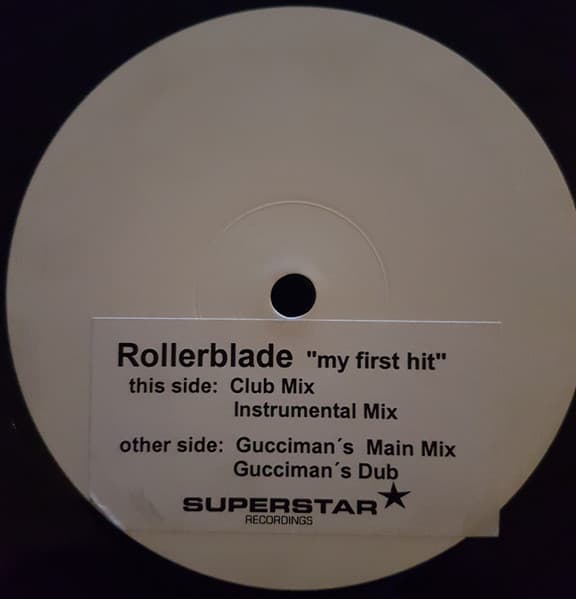 Rollerblade "my first hit"
this side: Club Mix
Instrumental Mix
other side: Gucciman´s Main Mix
Gucciman´s Dub
SUPERSTAR
RECORDINGS